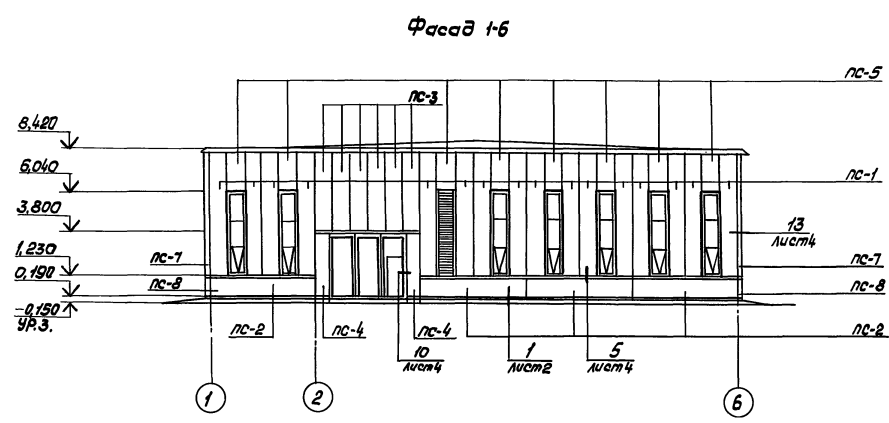 Фасад 1-6
ПС-5
ПС-3
8,420
6,040
ПС-1
3,800
13
лист4
1,230
ПС-7
ПС-7
0,190
ПС-8
ПС-8
-0,150
УР.З.
ПС-2
ПС-4
ПС-4
ПС-2
10
лист4
1
лист2
5
лист4
1
2
6